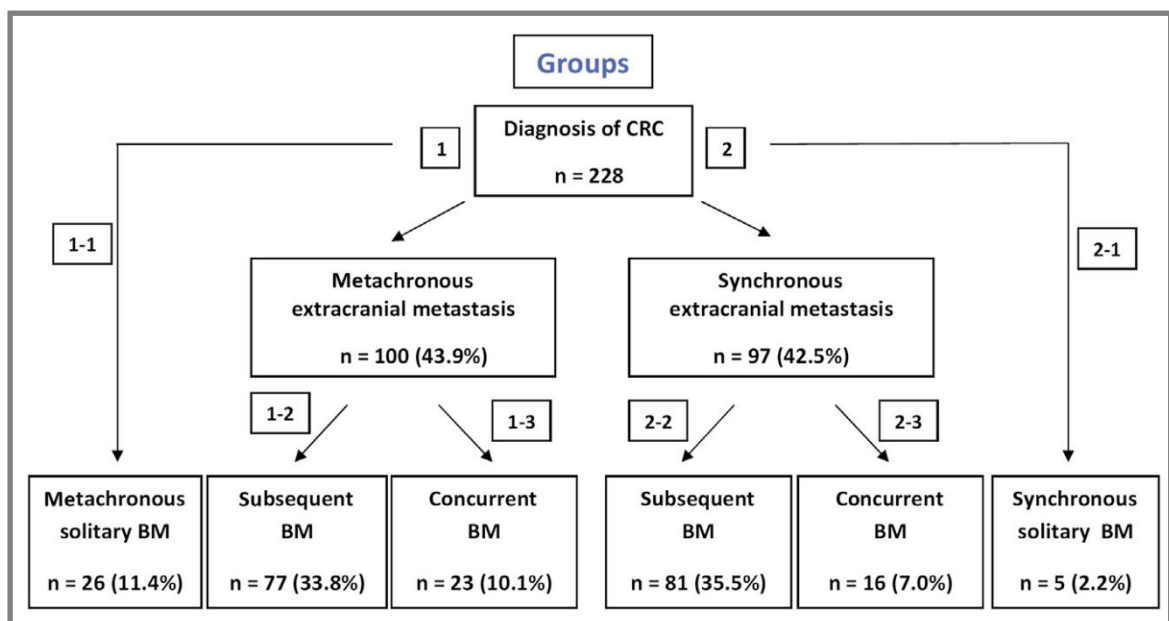 Groups
Diagnosis of CRC
n = 228
1
2
1-1
2-1
Metachronous
extracranial metastasis
n = 100 (43.9%)
Synchronous
extracranial metastasis
n = 97 (42.5%)
1-2
1-3
2-2
2-3
Metachronous
solitary BM
n = 26 (11.4%)
Subsequent
BM
n = 77 (33.8%)
Concurrent
BM
n = 23 (10.1%)
Subsequent
BM
n = 81 (35.5%)
Concurrent
BM
n = 16 (7.0%)
Synchronous
solitary BM
n = 5 (2.2%)